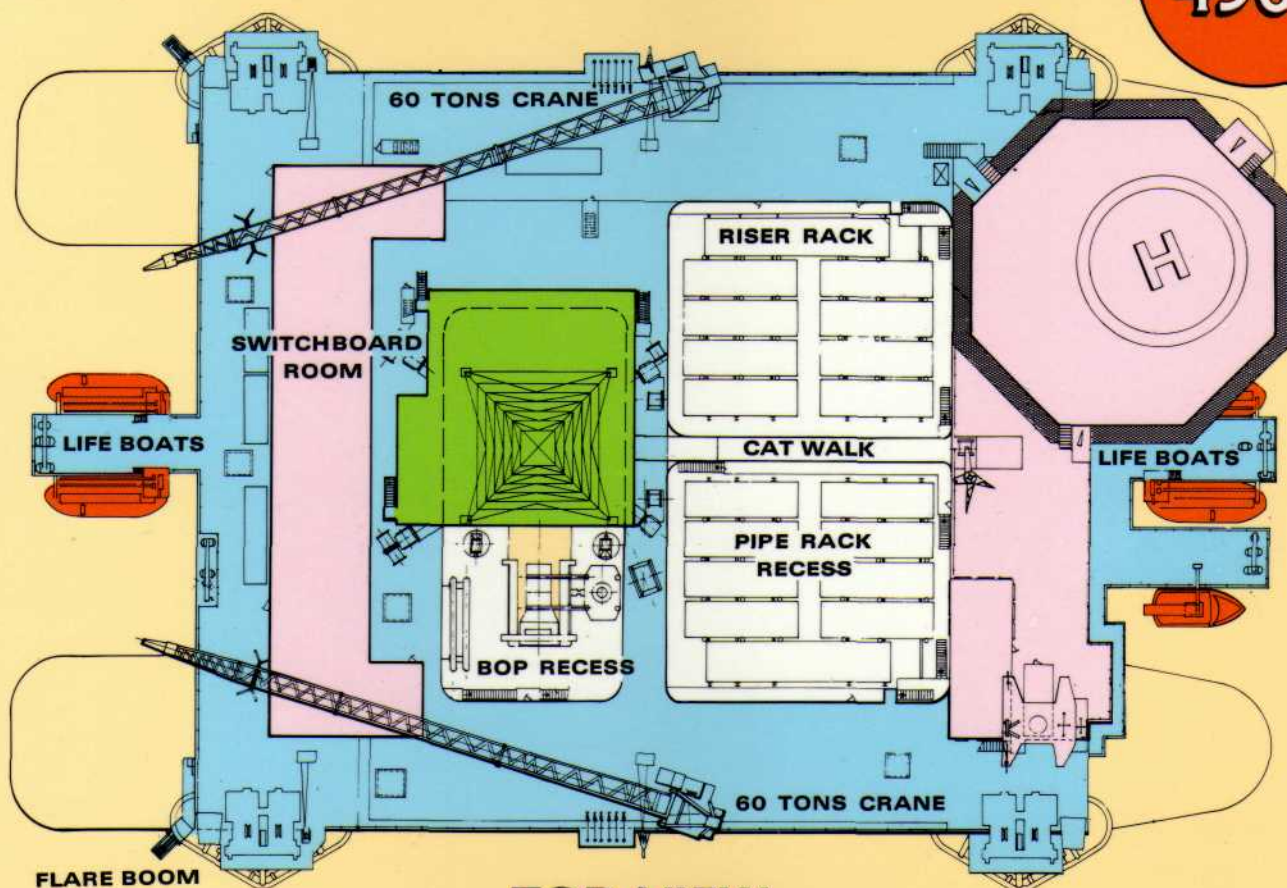 60 TONS CRANE
RISER RACK
H
SWITCHBOARD
ROOM
LIFE BOATS
CAT WALK
LIFE BOATS
PIPE RACK
RECESS
BOP RECESS
60 TONS CRANE
FLARE BOOM